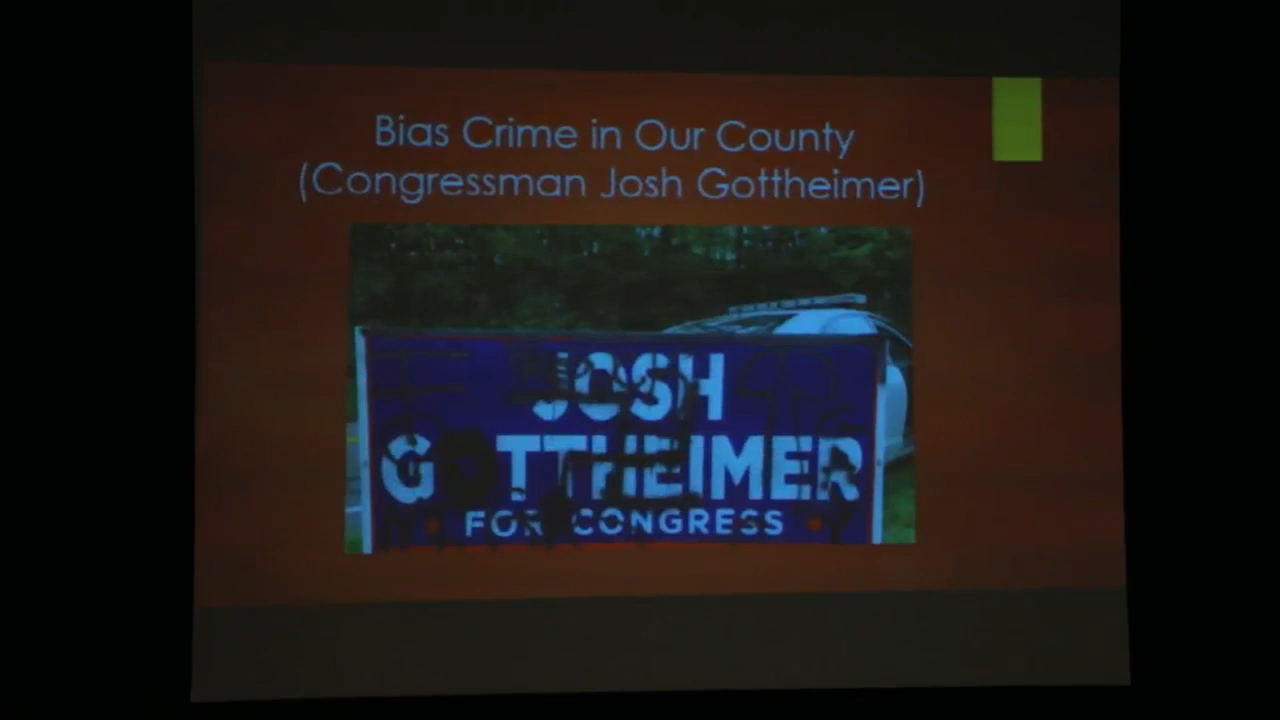 Bias Crime in Our County
(Congressman Josh Gottheimer)
JOSH
GOTTHEIMER
FOR CONGRESS